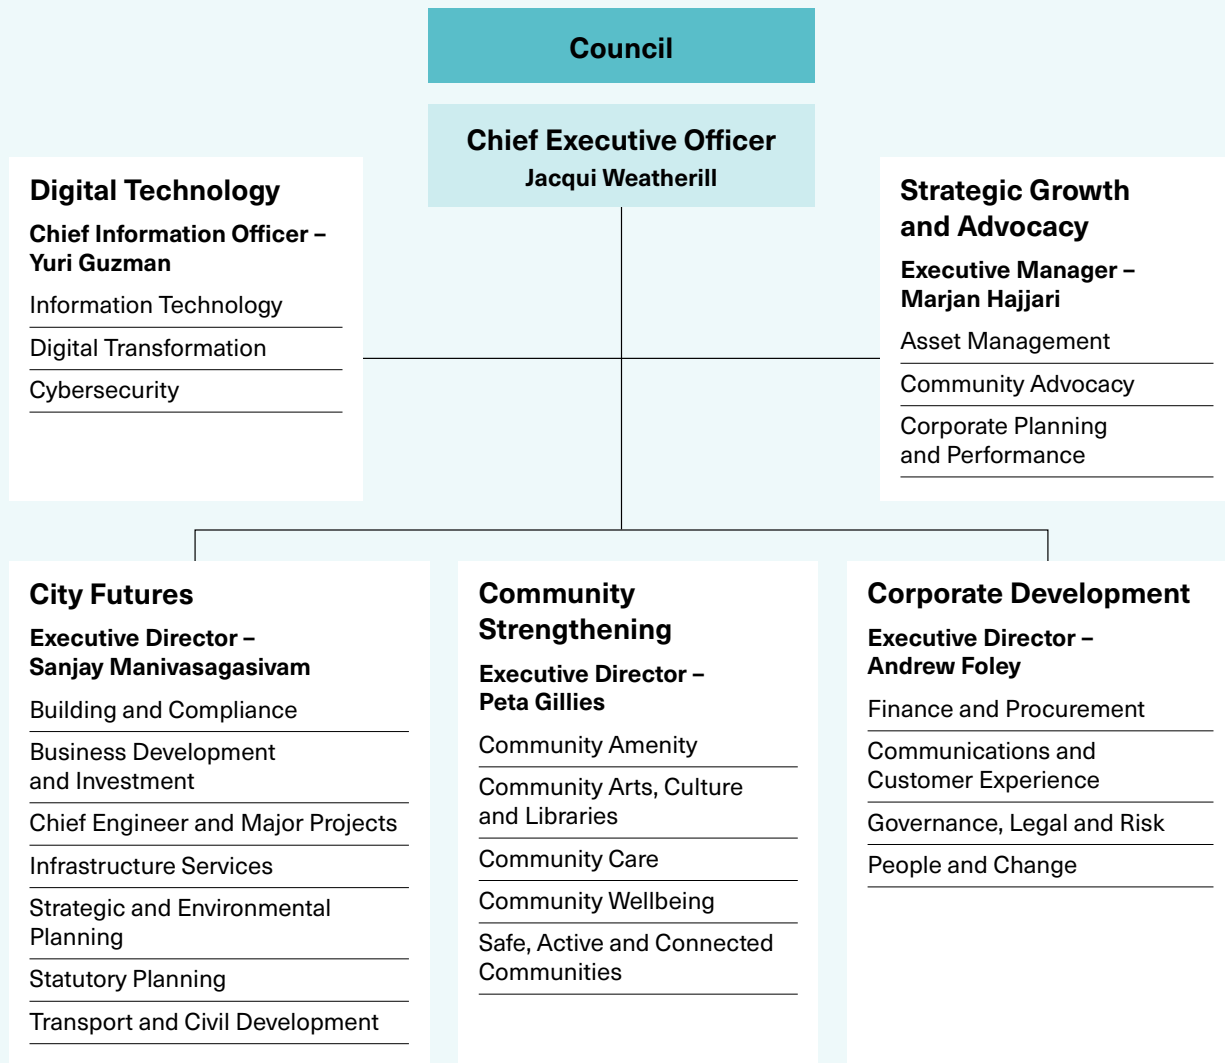 Council
Chief Executive Officer
Jacqui Weatherill
Digital Technology
Chief Information Officer –
Yuri Guzman
Information Technology
Digital Transformation
Cybersecurity
Strategic Growth
and Advocacy
Executive Manager –
Marjan Hajjari
Asset Management
Community Advocacy
Corporate Planning
and Performance
City Futures
Executive Director –
Sanjay Manivasagasivam
Building and Compliance
Business Development
and Investment
Chief Engineer and Major Projects
Infrastructure Services
Strategic and Environmental
Planning
Statutory Planning
Transport and Civil Development
Community
Strengthening
Executive Director –
Peta Gillies
Community Amenity
Community Arts, Culture
and Libraries
Community Care
Community Wellbeing
Safe, Active and Connected
Communities
Corporate Development
Executive Director –
Andrew Foley
Finance and Procurement
Communications and
Customer Experience
Governance, Legal and Risk
People and Change